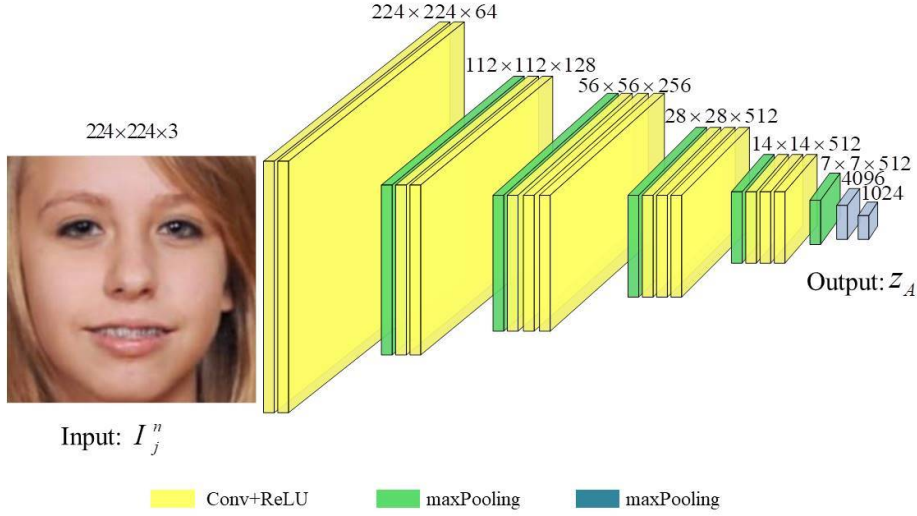 224×224×64
112×112×128
56×56×256
28×28×512
14×14×512
7×7×512
4096
1024
224×224×3
Output: z_A
Input: I_j^n
Conv+ReLU
maxPooling
maxPooling